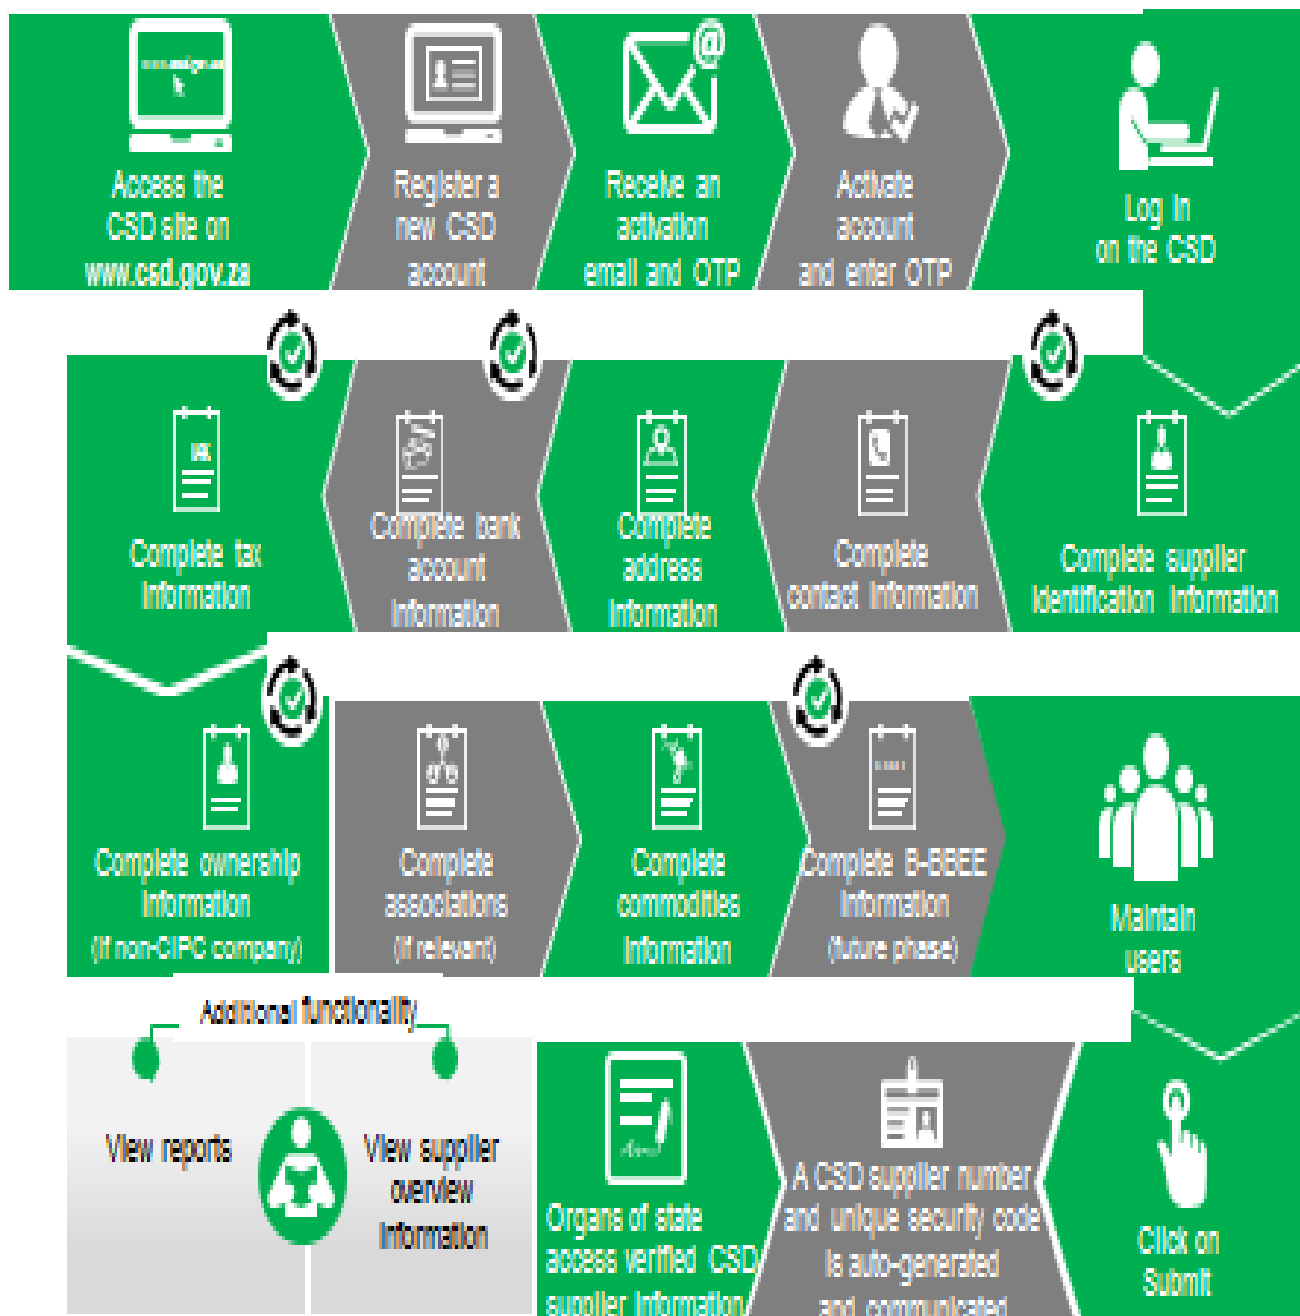 Access the
CSD site on
www.csd.gov.za
Register a
new CSD
account
Receive an
activation
email and OTP
Activate
account
and enter OTP
Log in
on the CSD
Complete tax
information
Complete bank
account
information
Complete
address
information
Complete
contact information
Complete supplier
identification information
Complete ownership
information
(if non-CIPC company)
Complete
associations
(if relevant)
Complete
commodities
information
Complete B-BBEE
information
(future phase)
Maintain
users
Additional functionality
View reports
View supplier
overview
information
Organs of state
access verified CSD
supplier information
A CSD supplier number
and unique security code
is auto-generated
and communicated
Click on
Submit